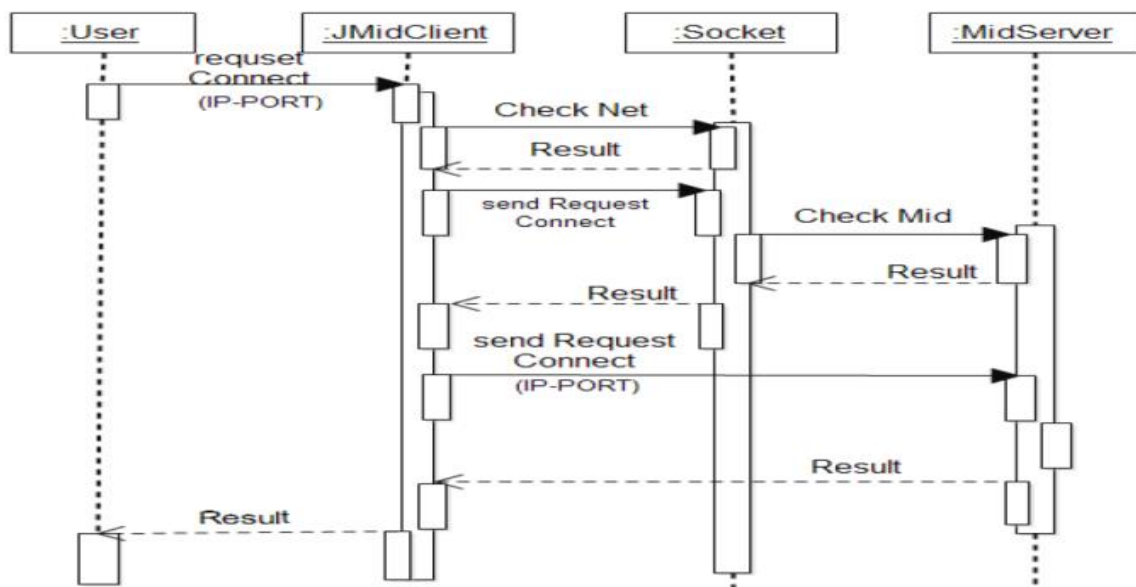 :User
:JMidClient
:Socket
:MidServer
requset
Connect
(IP-PORT)
Check Net
Result
send Request
Connect
Check Mid
Result
Result
send Request
Connect
(IP-PORT)
Result
Result